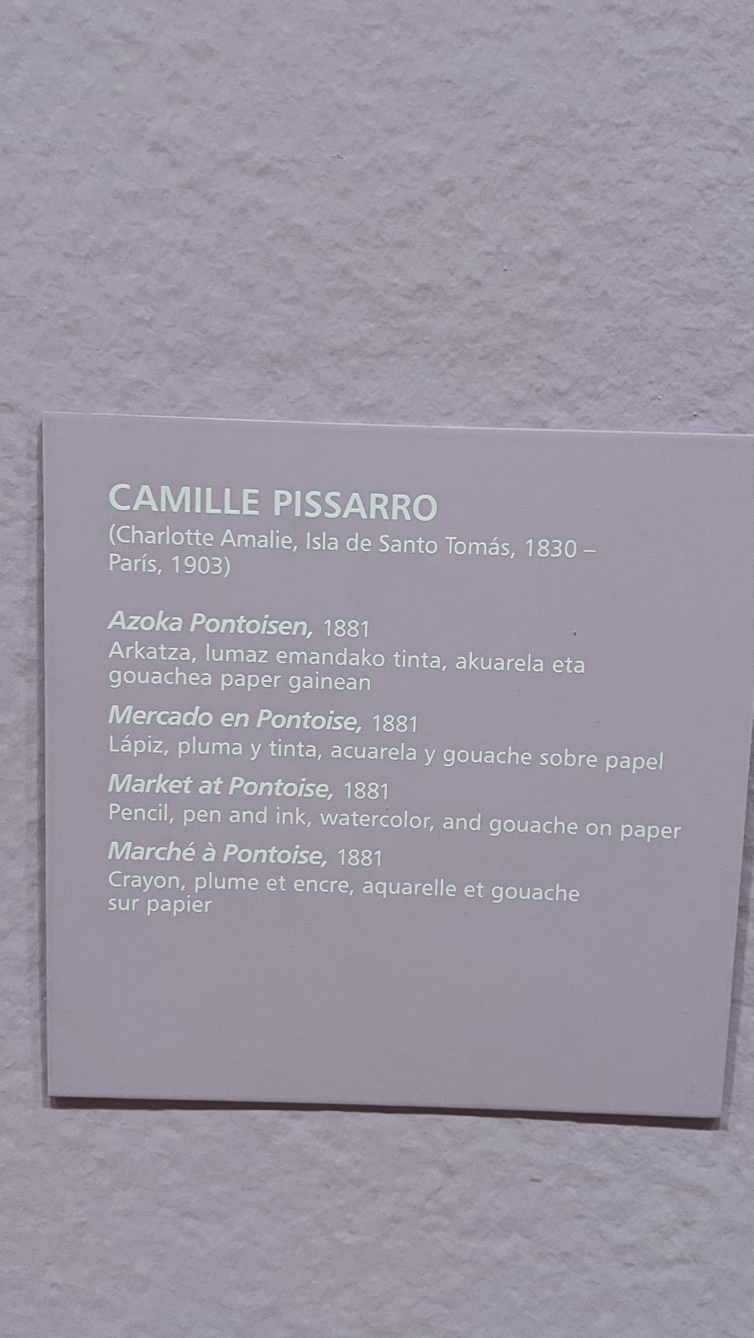 CAMILLE PISSARRO
(Charlotte Amalie, Isla de Santo Tomás, 1830 –
París, 1903)
Azoka Pontoisen, 1881
Arkatza, lumaz emandako tinta, akuarela eta
gouachea paper gainean
Mercado en Pontoise, 1881
Lápiz, pluma y tinta, acuarela y gouache sobre papel
Market at Pontoise, 1881
Pencil, pen and ink, watercolor, and gouache on paper
Marché à Pontoise, 1881
Crayon, plume et encre, aquarelle et gouache
sur papier